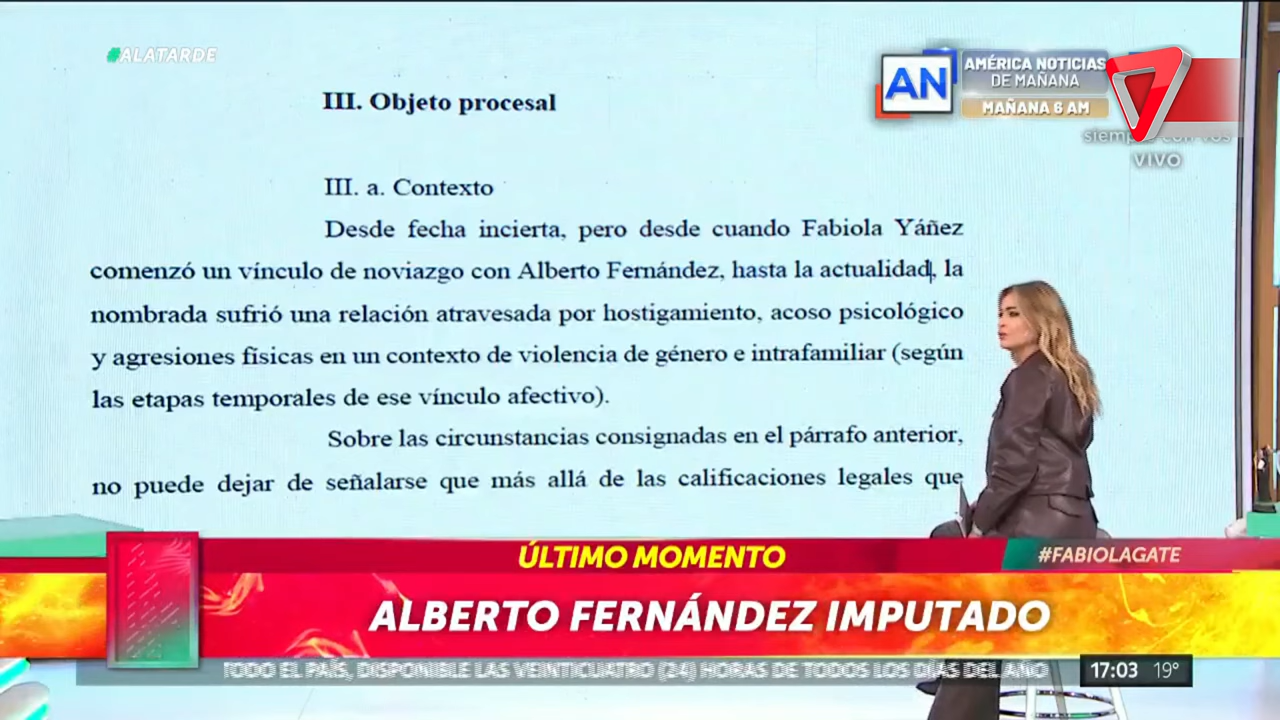 #ALATARDE
AN
AMÉRICA NOTICIAS
DE MAÑANA
MAÑANA 6 AM
siempre con vos
VIVO
III. Objeto procesal
III. a. Contexto
Desde fecha incierta, pero desde cuando Fabiola Yáñez
comenzó un vínculo de noviazgo con Alberto Fernández, hasta la actualidad, la
nombrada sufrió una relación atravesada por hostigamiento, acoso psicológico
y agresiones físicas en un contexto de violencia de género e intrafamiliar (según
las etapas temporales de ese vínculo afectivo).
Sobre las circunstancias consignadas en el párrafo anterior,
no puede dejar de señalarse que más allá de las calificaciones legales que
ÚLTIMO MOMENTO
#FABIOLAGATE
ALBERTO FERNÁNDEZ IMPUTADO
TODO EL PAÍS, DISPONIBLE LAS VEINTICUATRO (24) HORAS DE TODOS LOS DÍAS DEL AÑO
17:03 19°